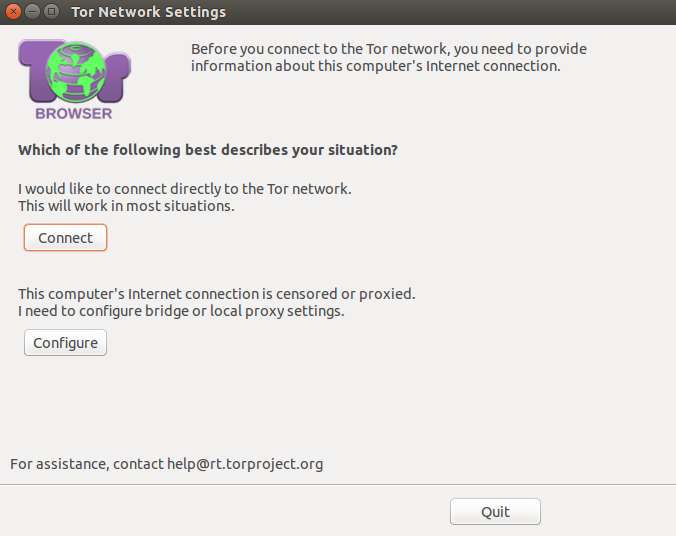 Tor Network Settings
Tor
BROWSER
Before you connect to the Tor network, you need to provide
information about this computer's Internet connection.
Which of the following best describes your situation?
I would like to connect directly to the Tor network.
This will work in most situations.
Connect
This computer's Internet connection is censored or proxied.
I need to configure bridge or local proxy settings.
Configure
For assistance, contact help@rt.torproject.org
Quit